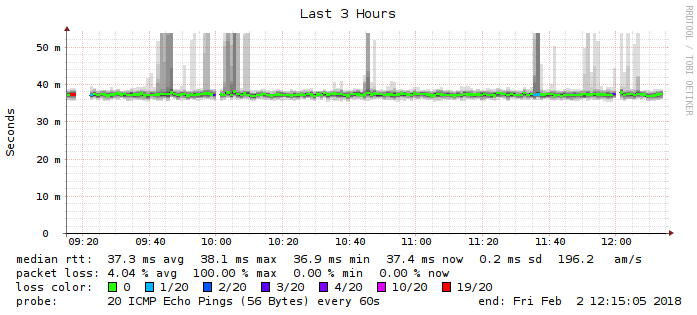 Last 3 Hours
RRDTOOL / TOBI OETIKER
Seconds
50 m
40 m
30 m
20 m
10 m
0
09:20 09:40 10:00 10:20 10:40 11:00 11:20 11:40 12:00
median rtt: 37.3 ms avg 38.1 ms max 36.9 ms min 37.4 ms now 0.2 ms sd 196.2 am/s
packet loss: 4.04 % avg 100.00 % max 0.00 % min 0.00 % now
loss color: 0 1/20 2/20 3/20 4/20 10/20 19/20
probe: 20 ICMP Echo Pings (56 Bytes) every 60s end: Fri Feb 2 12:15:05 2018